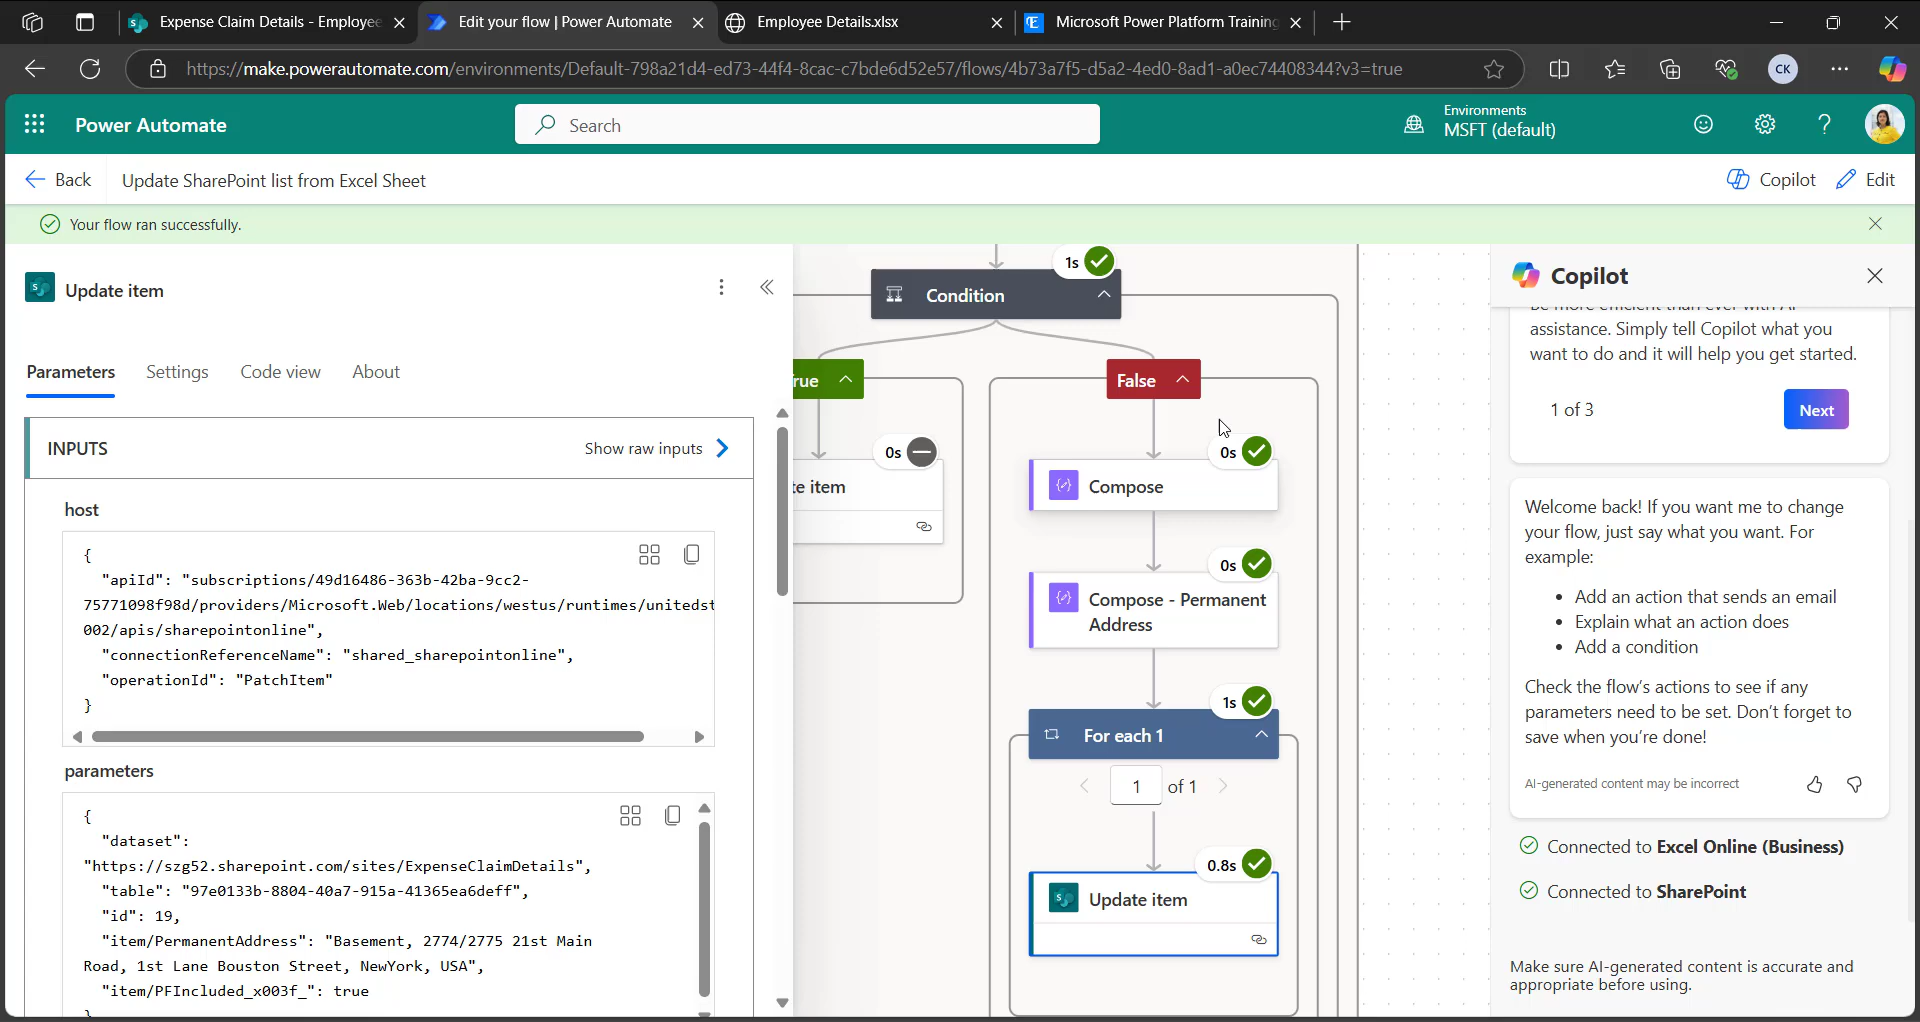 Expense Claim Details - Employee
Edit your flow | Power Automate
Employee Details.xlsx
Microsoft Power Platform Training
https://make.powerautomate.com/environments/Default-798a21d4-ed73-44f4-8cac-c7bde6d52e57/flows/4b73a7f5-d5a2-4ed0-8ad1-a0ec74408344?v3=true
CK
Power Automate
Search
Environments
MSFT (default)
Back
Update SharePoint list from Excel Sheet
Copilot
Edit
Your flow ran successfully.
Update item
Parameters
Settings
Code view
About
INPUTS
Show raw inputs
host
{
"apiId": "subscriptions/49d16486-363b-42ba-9cc2-
75771098f98d/providers/Microsoft.Web/locations/westus/runtimes/unitedst
002/apis/sharepointonline",
"connectionReferenceName": "shared_sharepointonline",
"operationId": "PatchItem"
}
parameters
{
"dataset":
"https://szg52.sharepoint.com/sites/ExpenseClaimDetails",
"table": "97e0133b-8804-40a7-915a-41365ea6deff",
"id": 19,
"item/PermanentAddress": "Basement, 2774/2775 21st Main
Road, 1st Lane Bouston Street, NewYork, USA",
"item/PFIncluded_x003f_": true
}
1s
Condition
rue
False
0s
te item
0s
Compose
0s
Compose - Permanent
Address
1s
For each 1
1 of 1
0.8s
Update item
Copilot
assistance. Simply tell Copilot what you
want to do and it will help you get started.
1 of 3
Next
Welcome back! If you want me to change
your flow, just say what you want. For
example:
• Add an action that sends an email
• Explain what an action does
• Add a condition
Check the flow's actions to see if any
parameters need to be set. Don't forget to
save when you're done!
AI-generated content may be incorrect
Connected to Excel Online (Business)
Connected to SharePoint
Make sure AI-generated content is accurate and
appropriate before using.